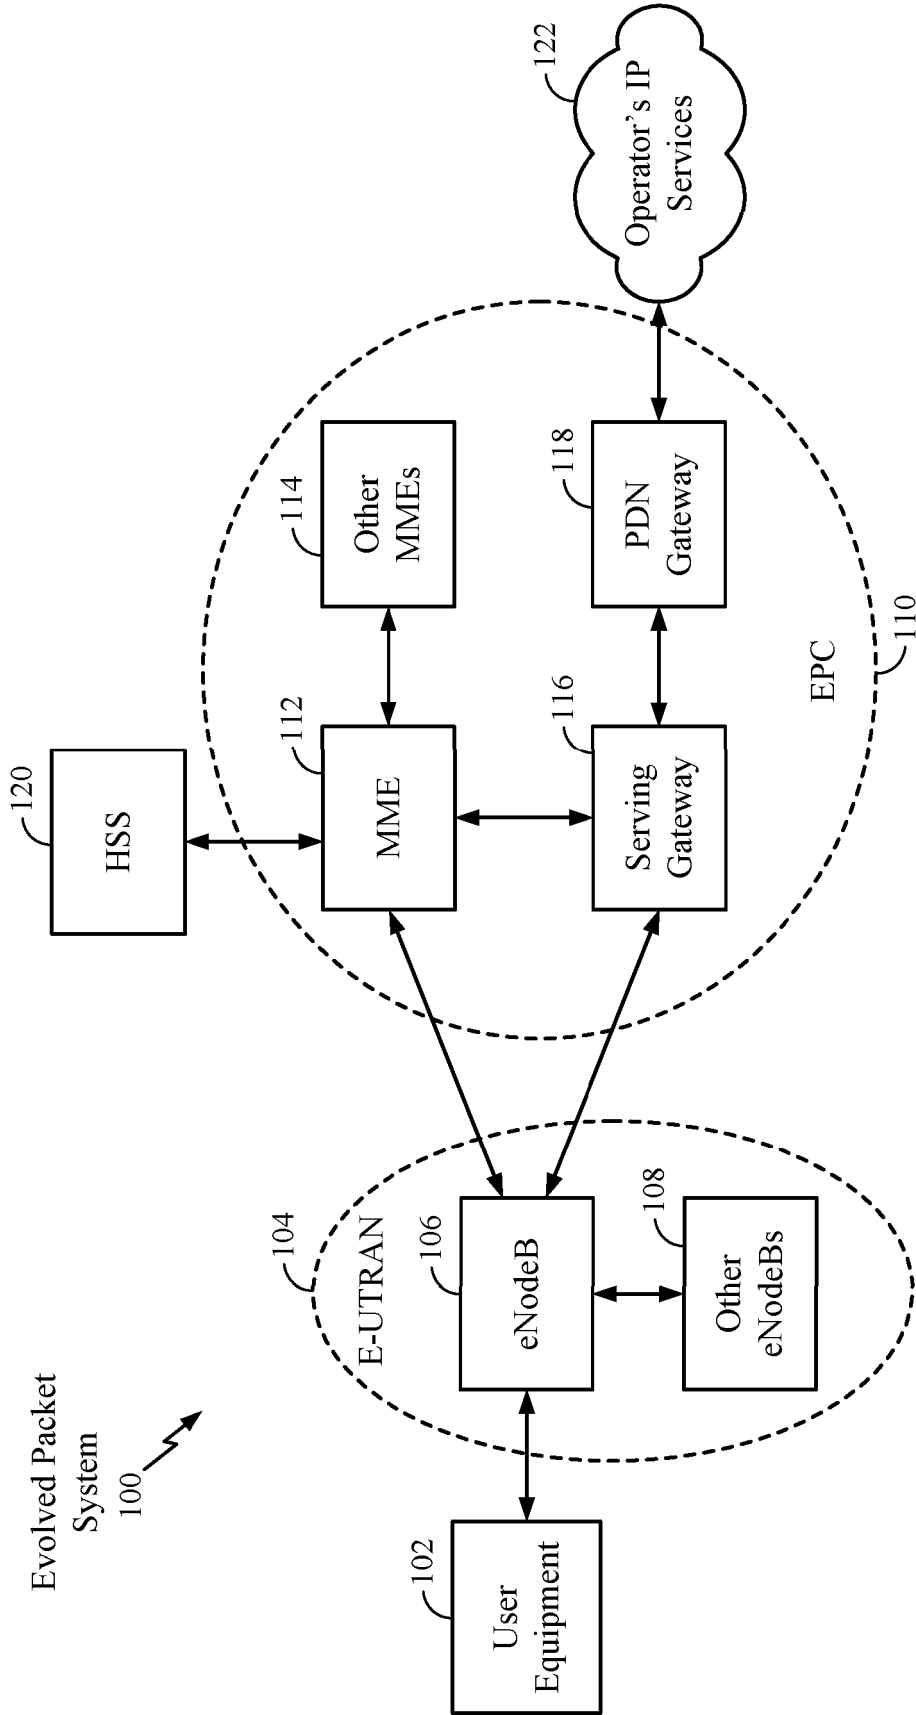 Evolved Packet
System
100
102
User
Equipment
104
E-UTRAN
106
eNodeB
108
Other
eNodeBs
120
HSS
112
MME
114
Other
MMEs
116
Serving
Gateway
118
PDN
Gateway
EPC
110
122
Operator's IP
Services